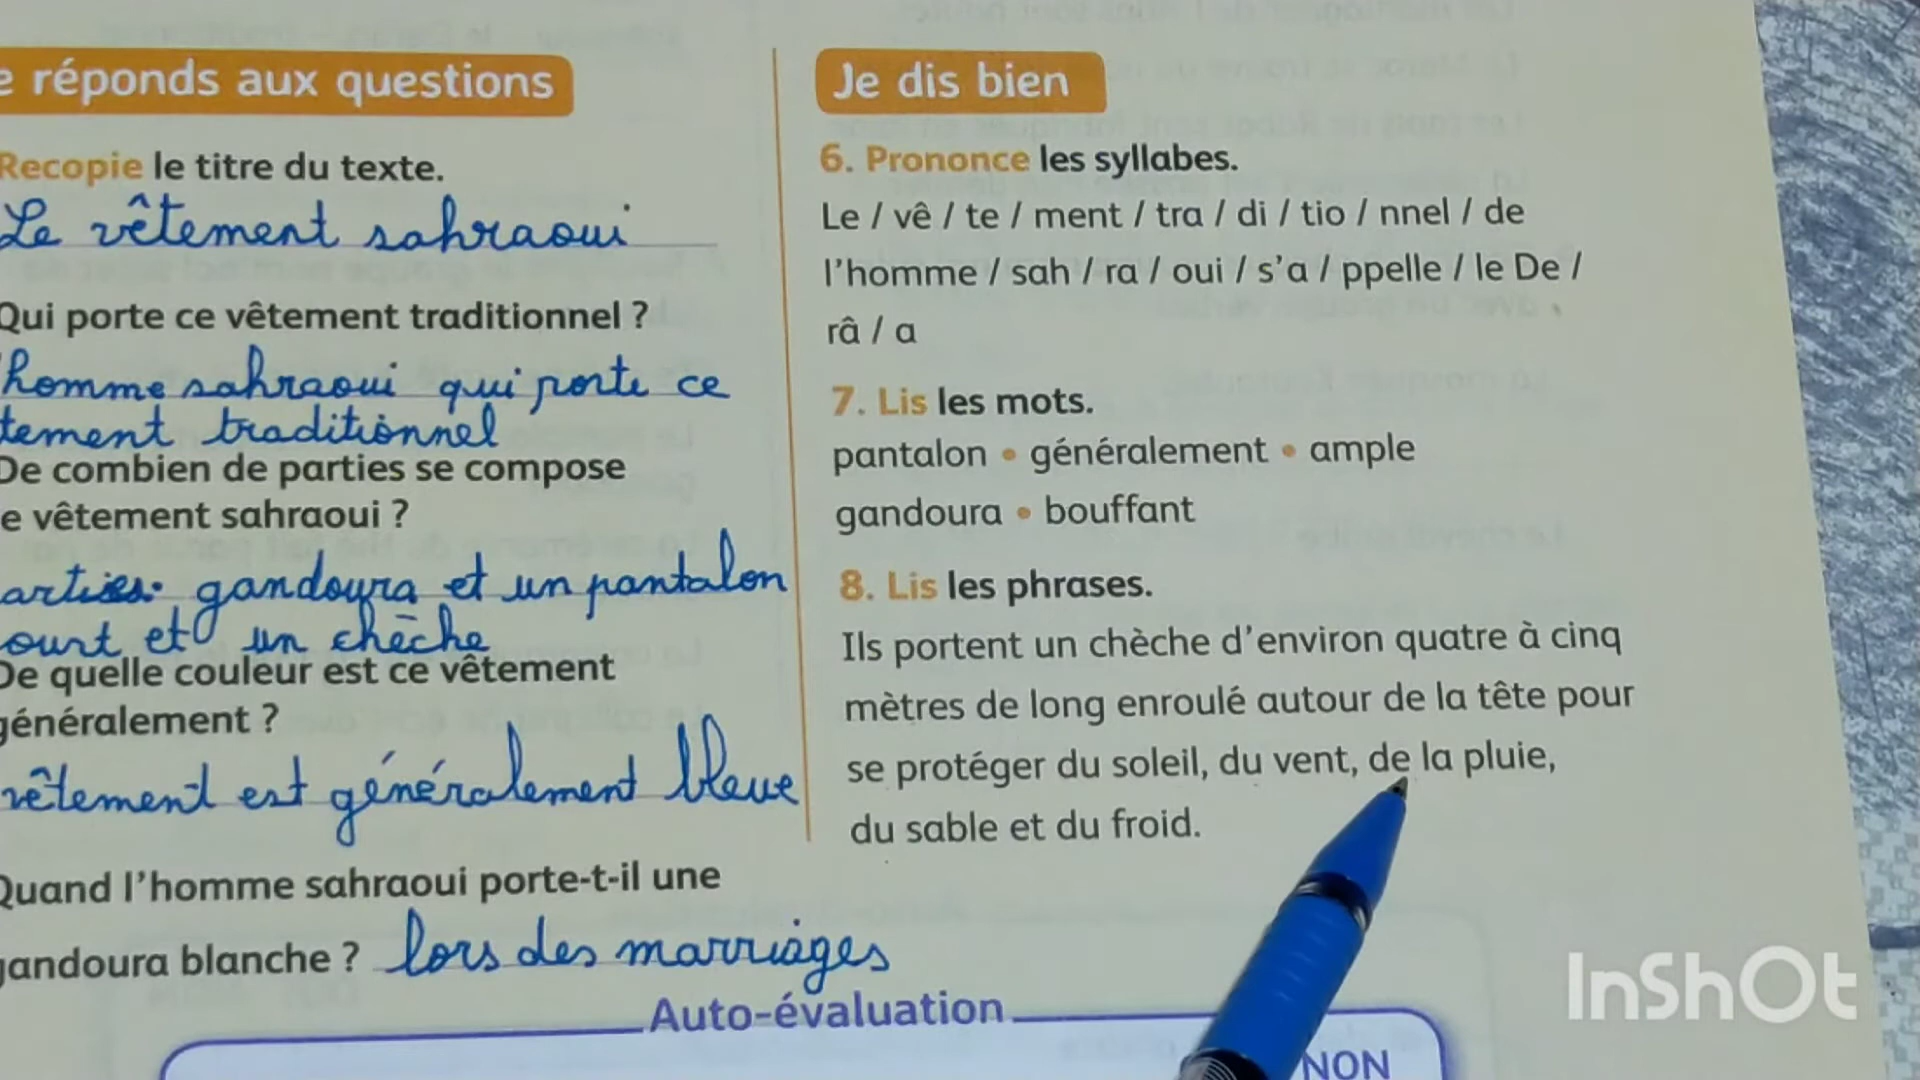 e réponds aux questions
Recopie le titre du texte.
Le vêtement sahraoui
Qui porte ce vêtement traditionnel ?
homme sahraoui qui porte ce
tement traditionnel
De combien de parties se compose
e vêtement sahraoui ?
arties: gandoura et un pantalon
ourt et un chèche
De quelle couleur est ce vêtement
généralement ?
vêtement est généralement bleue
Quand l'homme sahraoui porte-t-il une
gandoura blanche ? lors des marriages
Je dis bien
6. Prononce les syllabes.
Le / vê / te / ment / tra / di / tio / nnel / de
l'homme / sah / ra / oui / s'a / ppelle / le De /
râ / a
7. Lis les mots.
pantalon • généralement • ample
gandoura • bouffant
8. Lis les phrases.
Ils portent un chèche d'environ quatre à cinq
mètres de long enroulé autour de la tête pour
se protéger du soleil, du vent, de la pluie,
du sable et du froid.
Auto-évaluation
NON
InShOt